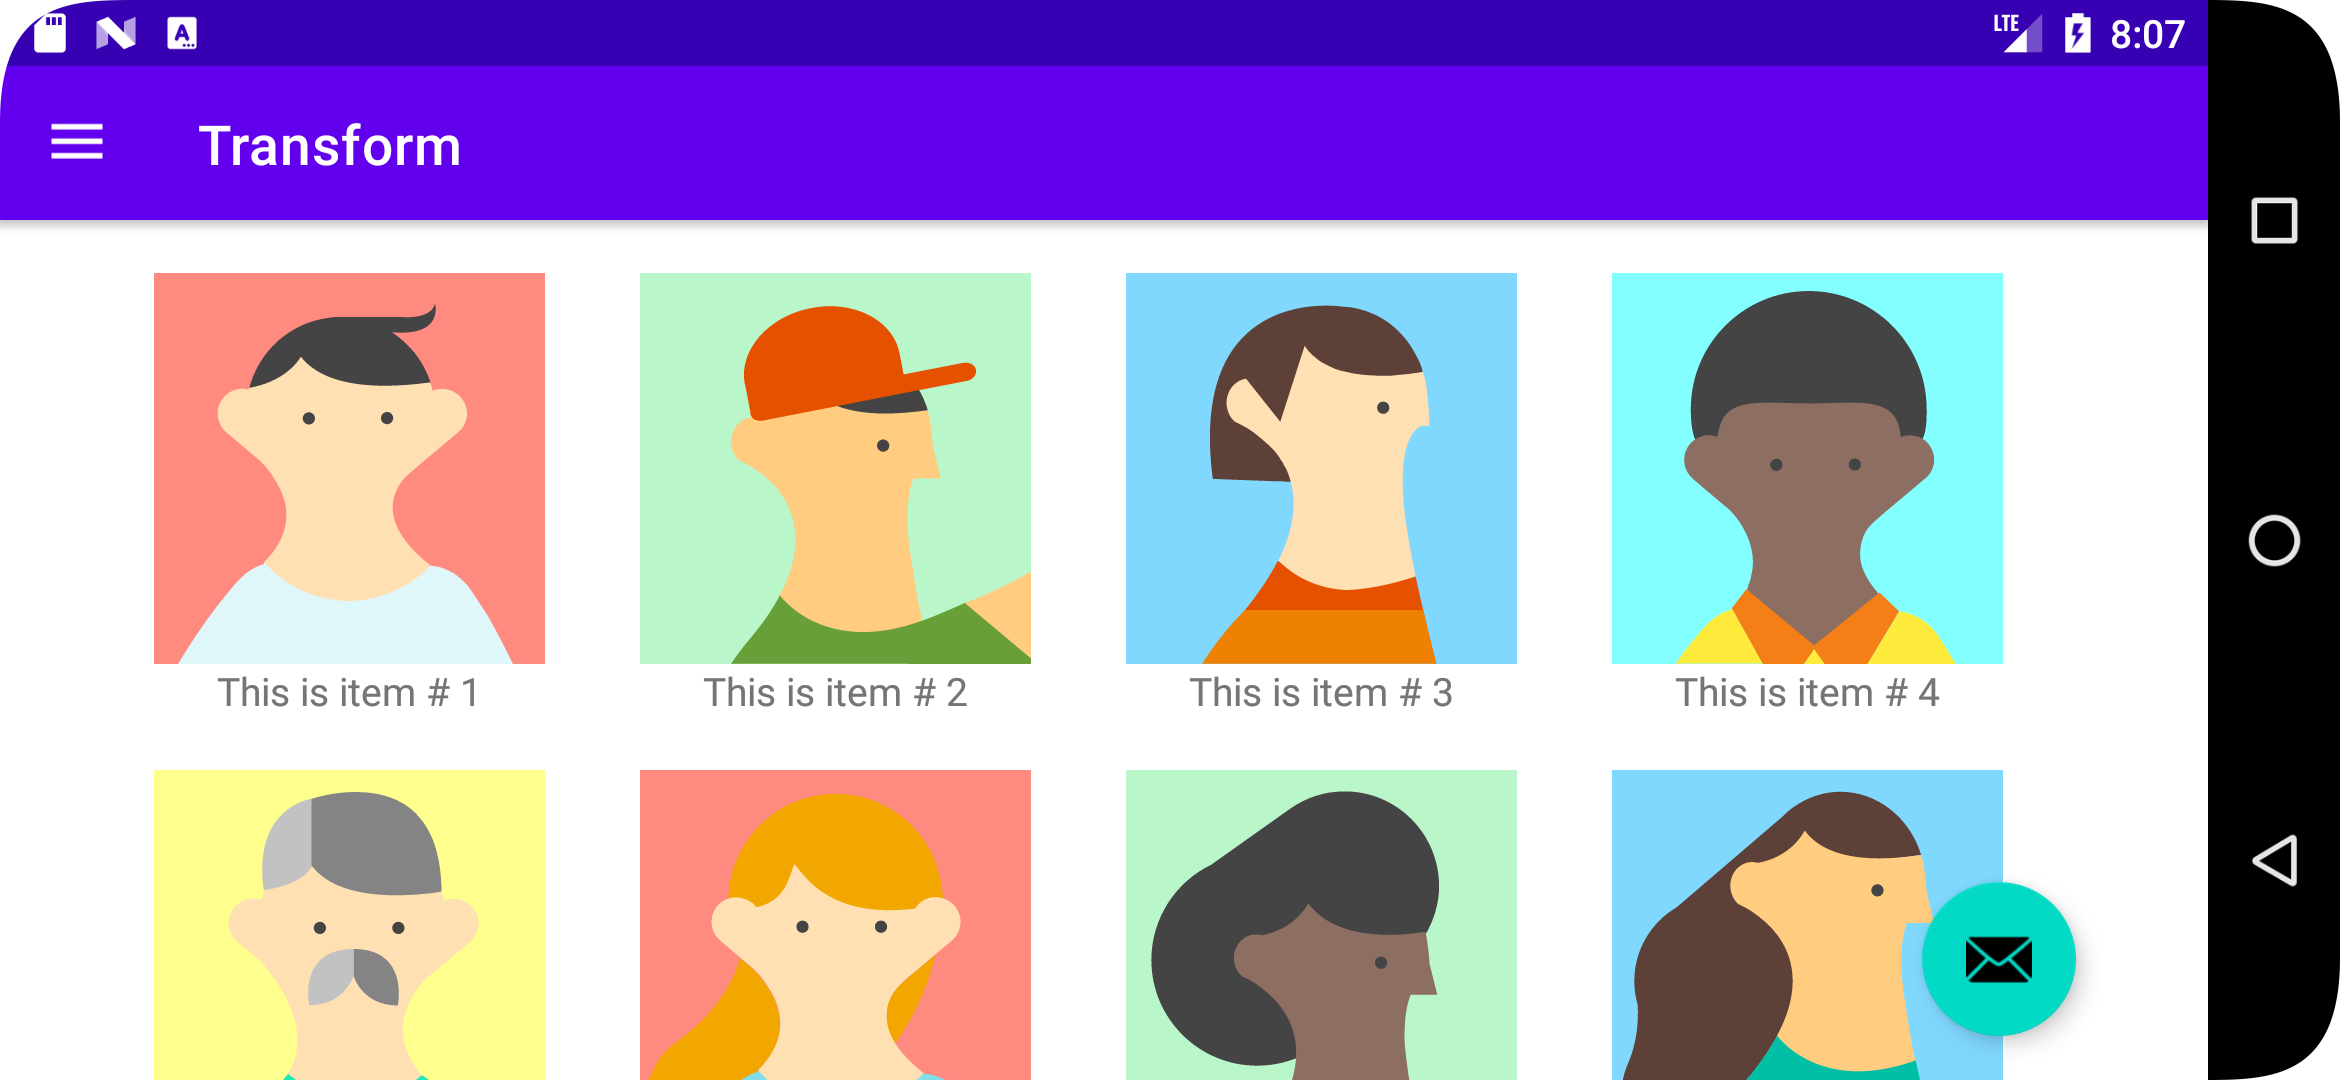 A
LTE
8:07
Transform
This is item # 1
This is item # 2
This is item # 3
This is item # 4